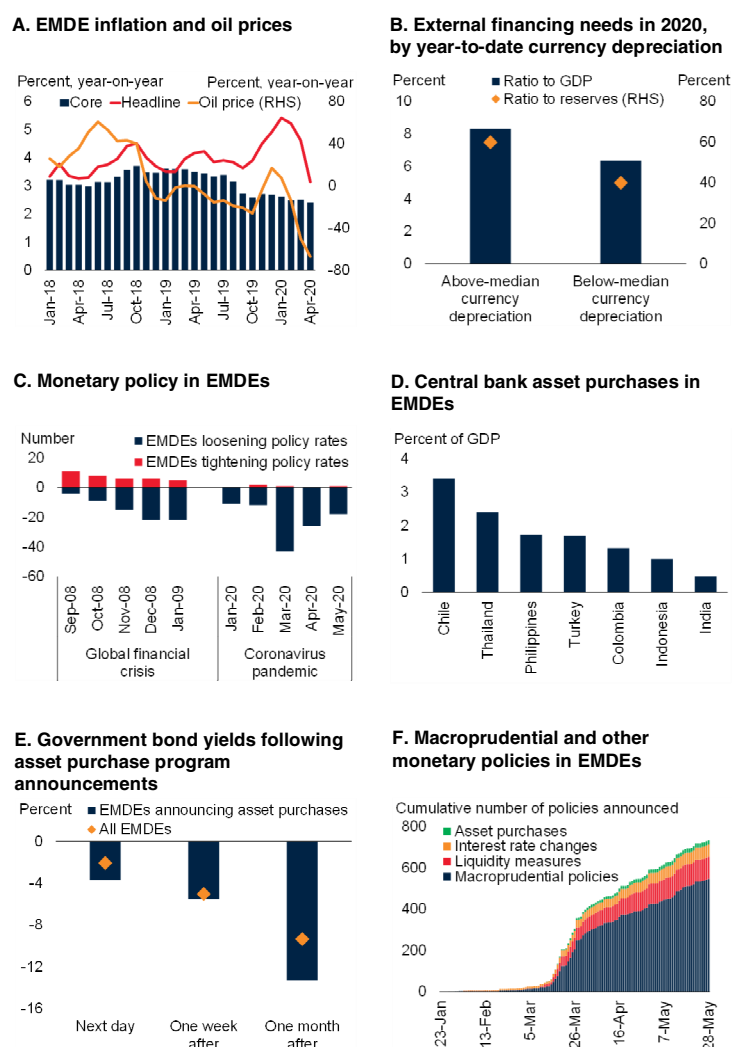 A. EMDE inflation and oil prices
Percent, year-on-year
Percent, year-on-year
Core
Headline
Oil price (RHS)
6
5
4
3
2
1
0
80
40
0
-40
-80
Jan-18
Apr-18
Jul-18
Oct-18
Jan-19
Apr-19
Jul-19
Oct-19
Jan-20
Apr-20
B. External financing needs in 2020,
by year-to-date currency depreciation
Percent
Percent
Ratio to GDP
Ratio to reserves (RHS)
10
8
6
4
2
0
80
60
40
20
0
Above-median
currency
depreciation
Below-median
currency
depreciation
C. Monetary policy in EMDEs
Number
EMDEs loosening policy rates
EMDEs tightening policy rates
20
0
-20
-40
-60
Sep-08
Oct-08
Nov-08
Dec-08
Jan-09
Jan-20
Feb-20
Mar-20
Apr-20
May-20
Global financial
crisis
Coronavirus
pandemic
D. Central bank asset purchases in
EMDEs
Percent of GDP
4
3
2
1
0
Chile
Thailand
Philippines
Turkey
Colombia
Indonesia
India
E. Government bond yields following
asset purchase program
announcements
Percent
EMDEs announcing asset purchases
All EMDEs
0
-4
-8
-12
-16
Next day
One week
after
One month
after
F. Macroprudential and other
monetary policies in EMDEs
Cumulative number of policies announced
Asset purchases
Interest rate changes
Liquidity measures
Macroprudential policies
800
600
400
200
0
23-Jan
13-Feb
5-Mar
26-Mar
16-Apr
7-May
28-May